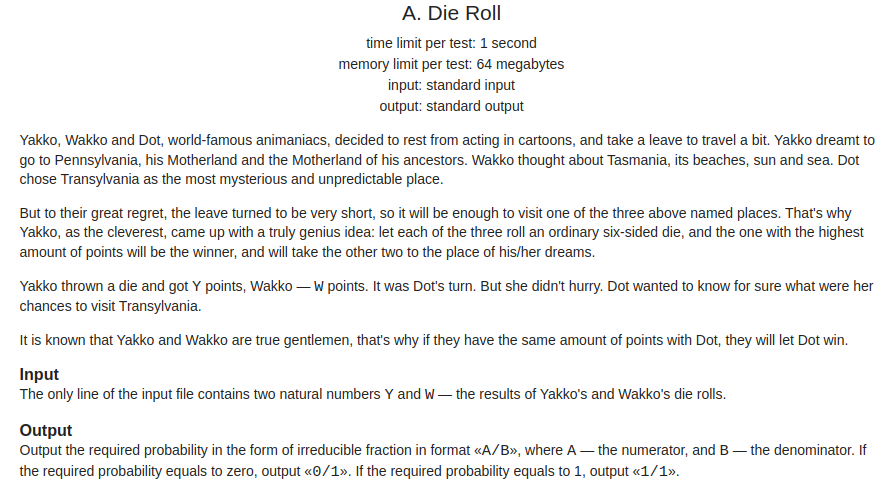 A. Die Roll
time limit per test: 1 second
memory limit per test: 64 megabytes
input: standard input
output: standard output
Yakko, Wakko and Dot, world-famous animaniacs, decided to rest from acting in cartoons, and take a leave to travel a bit. Yakko dreamt to
go to Pennsylvania, his Motherland and the Motherland of his ancestors. Wakko thought about Tasmania, its beaches, sun and sea. Dot
chose Transylvania as the most mysterious and unpredictable place.
But to their great regret, the leave turned to be very short, so it will be enough to visit one of the three above named places. That's why
Yakko, as the cleverest, came up with a truly genius idea: let each of the three roll an ordinary six-sided die, and the one with the highest
amount of points will be the winner, and will take the other two to the place of his/her dreams.
Yakko thrown a die and got Y points, Wakko — W points. It was Dot's turn. But she didn't hurry. Dot wanted to know for sure what were her
chances to visit Transylvania.
It is known that Yakko and Wakko are true gentlemen, that's why if they have the same amount of points with Dot, they will let Dot win.
Input
The only line of the input file contains two natural numbers Y and W — the results of Yakko's and Wakko's die rolls.
Output
Output the required probability in the form of irreducible fraction in format «A/B», where A — the numerator, and B — the denominator. If
the required probability equals to zero, output «0/1». If the required probability equals to 1, output «1/1».